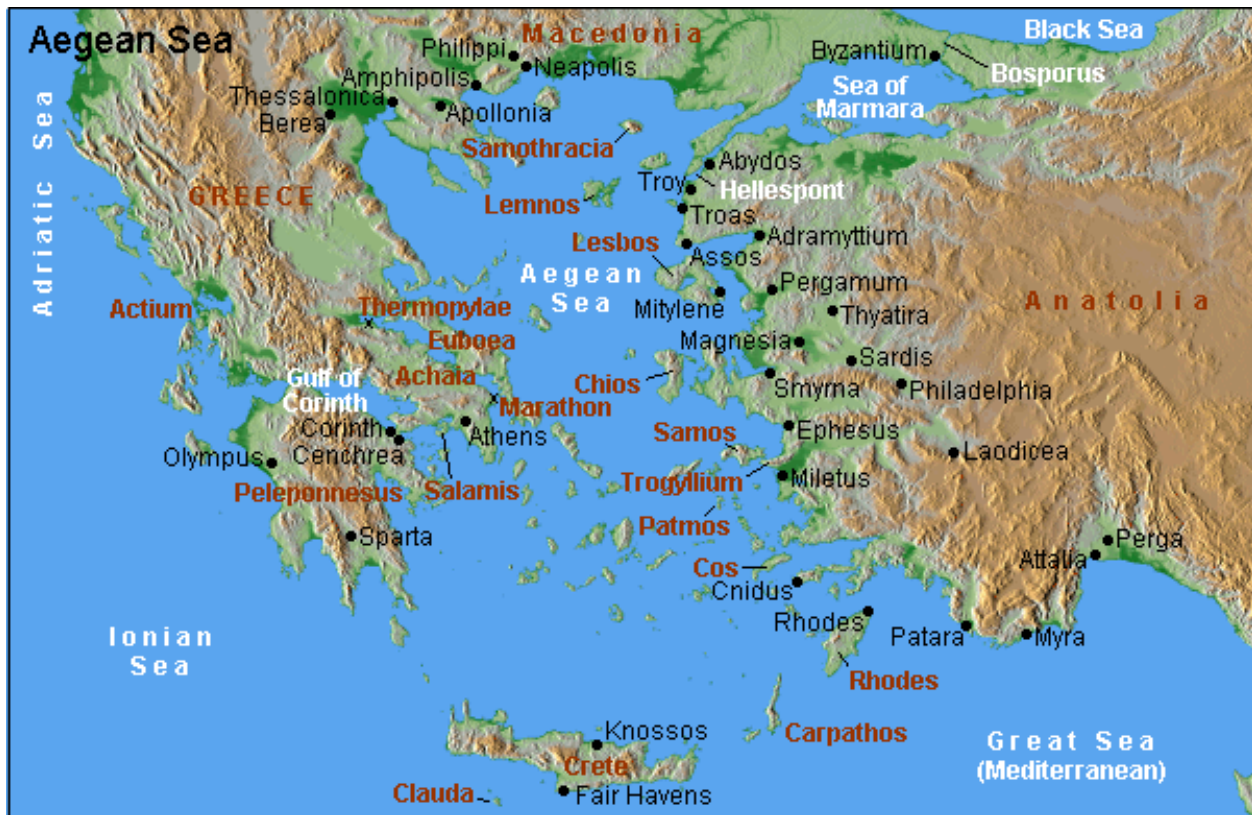 Aegean Sea
Macedonia
Black Sea
Philippi
Neapolis
Byzantium
Bosporus
Amphipolis
Sea of
Marmara
Thessalonica
Apollonia
Berea
Adriatic Sea
Samothracia
Abydos
Troy
Hellespont
GREECE
Lemnos
Troas
Adramyttium
Lesbos
Assos
Aegean
Sea
Pergamum
Anatolia
Actium
Thermopylae
Mitylene
Thyatira
Euboea
Magnesia
Sardis
Gulf of
Corinth
Achaia
Chios
Smyrna
Philadelphia
Marathon
Corinth
Athens
Samos
Ephesus
Olympus
Cenchrea
Laodicea
Peleponnesus
Salamis
Trogyllium
Miletus
Patmos
Sparta
Perga
Attalia
Cos
Cnidus
Ionian
Sea
Rhodes
Patara
Myra
Rhodes
Knossos
Carpathos
Great Sea
(Mediterranean)
Crete
Clauda
Fair Havens